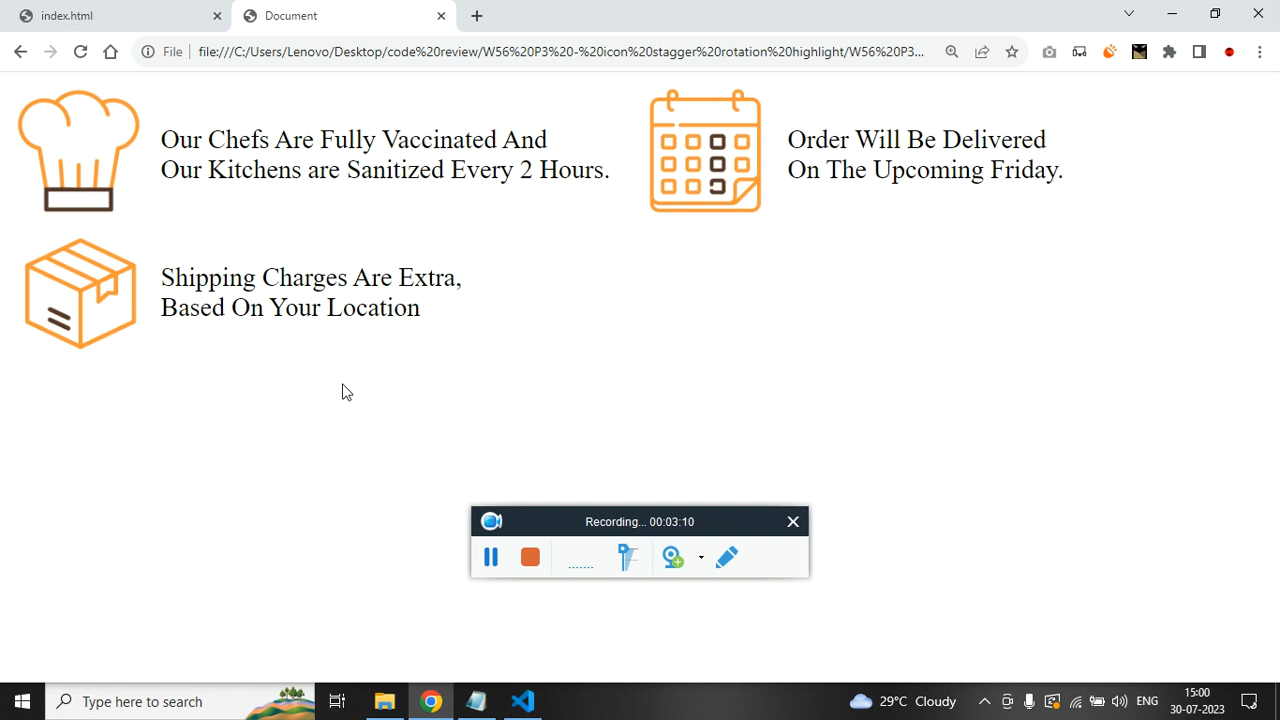 index.html
Document
File file:///C:/Users/Lenovo/Desktop/code%20review/W56%20P3%20-%20icon%20stagger%20rotation%20highlight/W56%20P3...
Our Chefs Are Fully Vaccinated And
Our Kitchens are Sanitized Every 2 Hours.
Order Will Be Delivered
On The Upcoming Friday.
Shipping Charges Are Extra,
Based On Your Location
Recording... 00:03:10
Type here to search
29°C Cloudy
ENG
15:00
30-07-2023